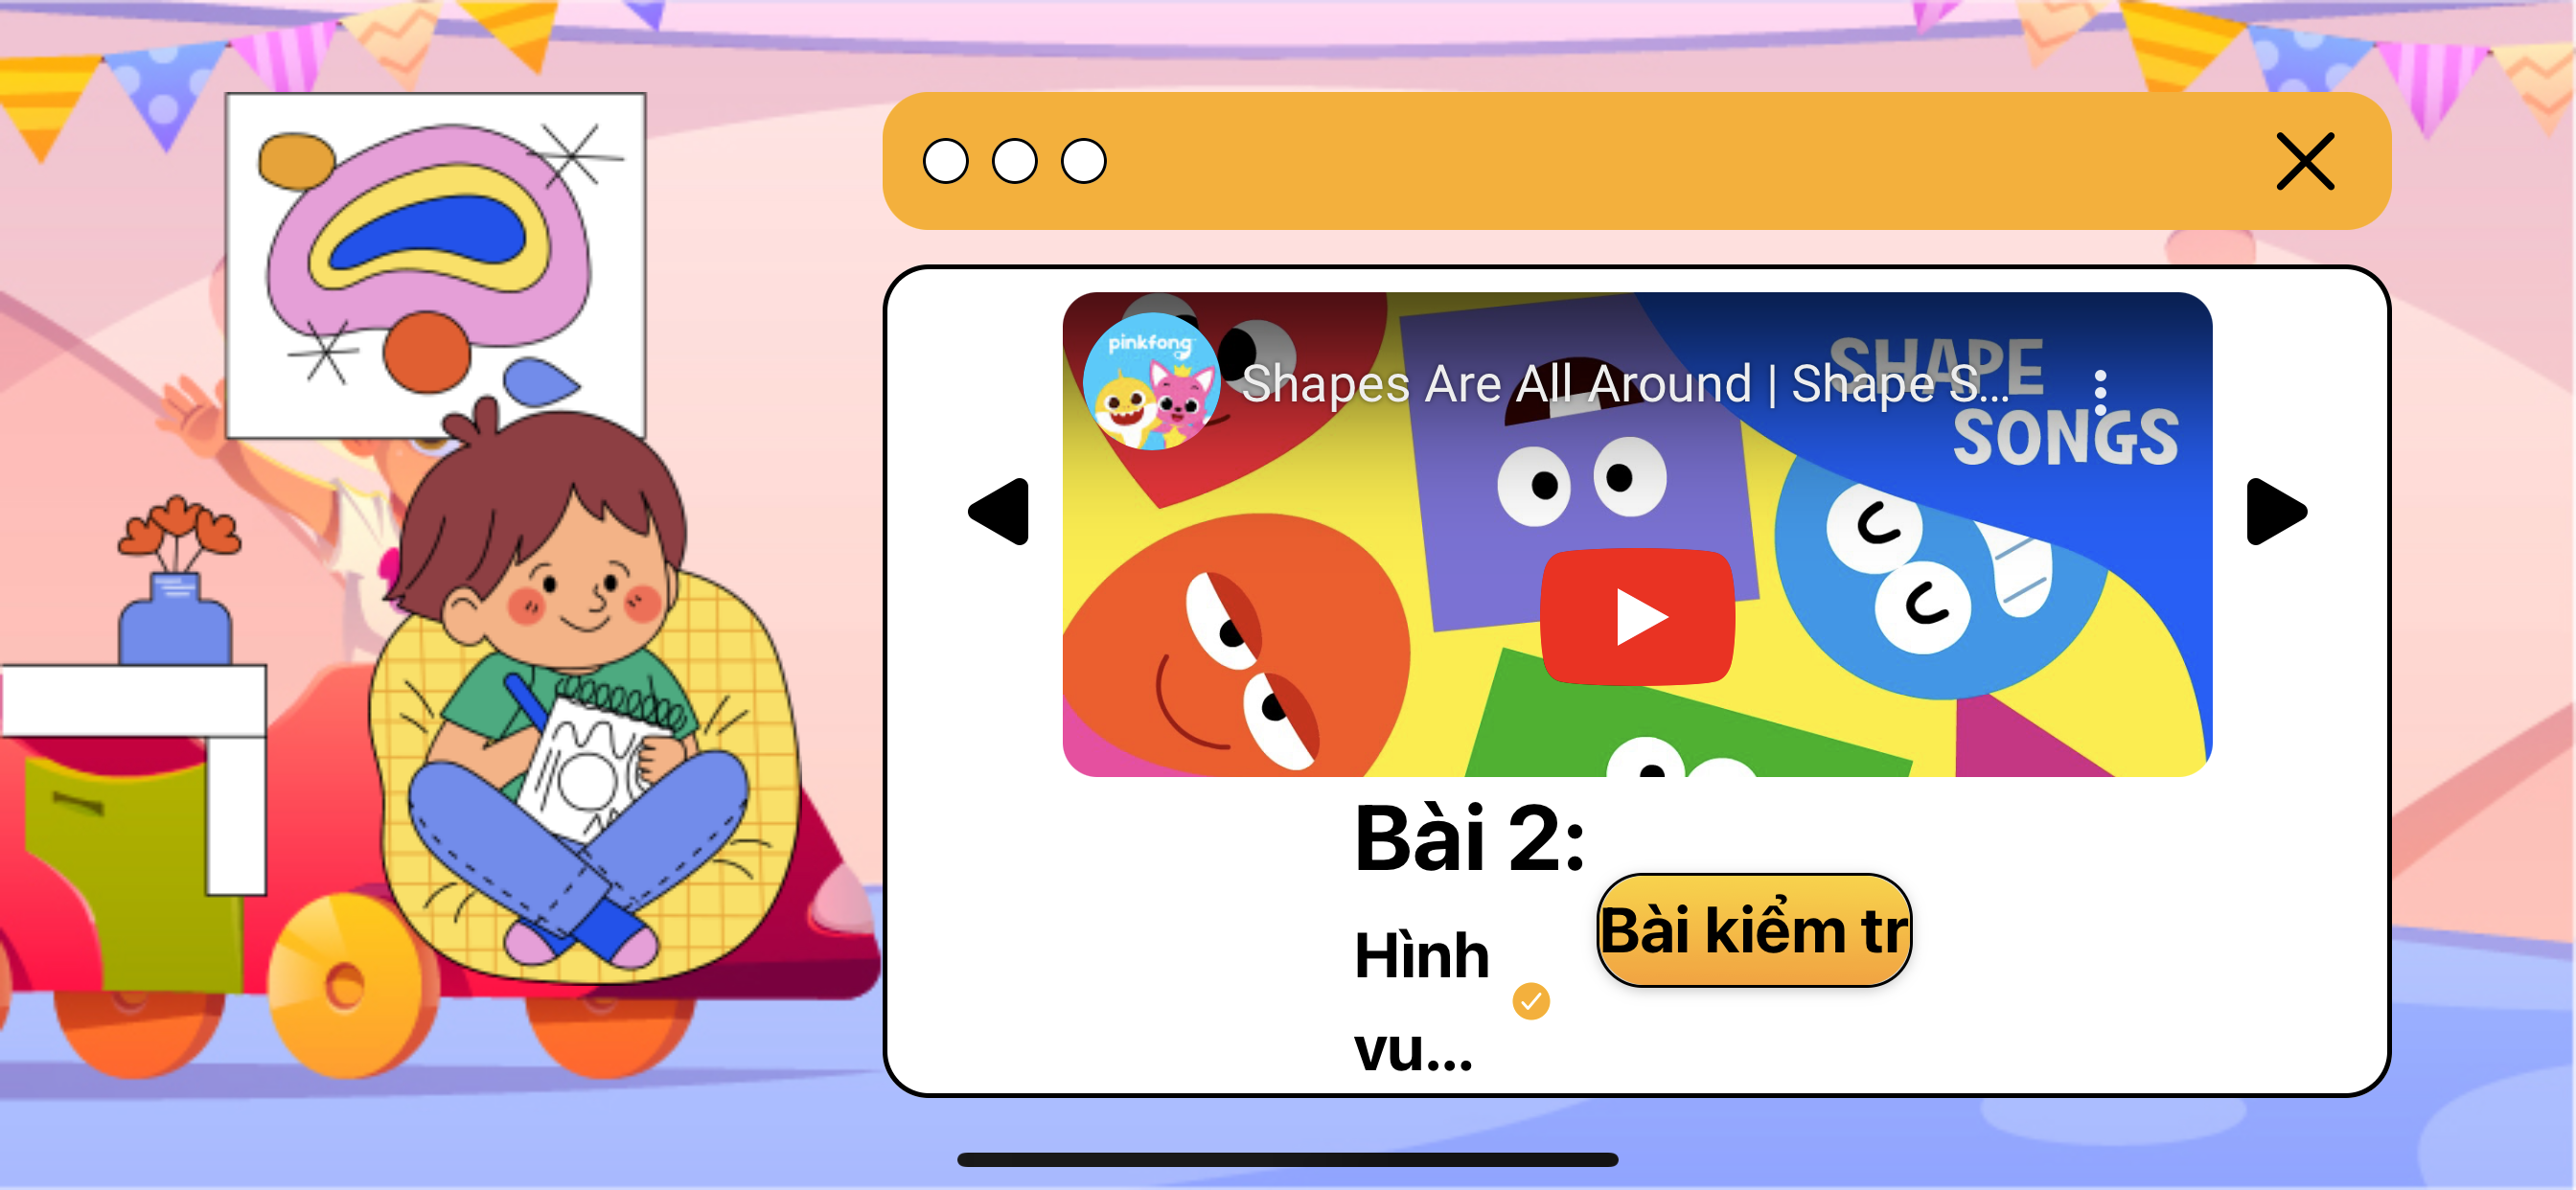 pinkfong
Shapes Are All Around | Shape S...
SHAPE
SONGS
Bài 2:
Hình
vu...
Bài kiểm tr